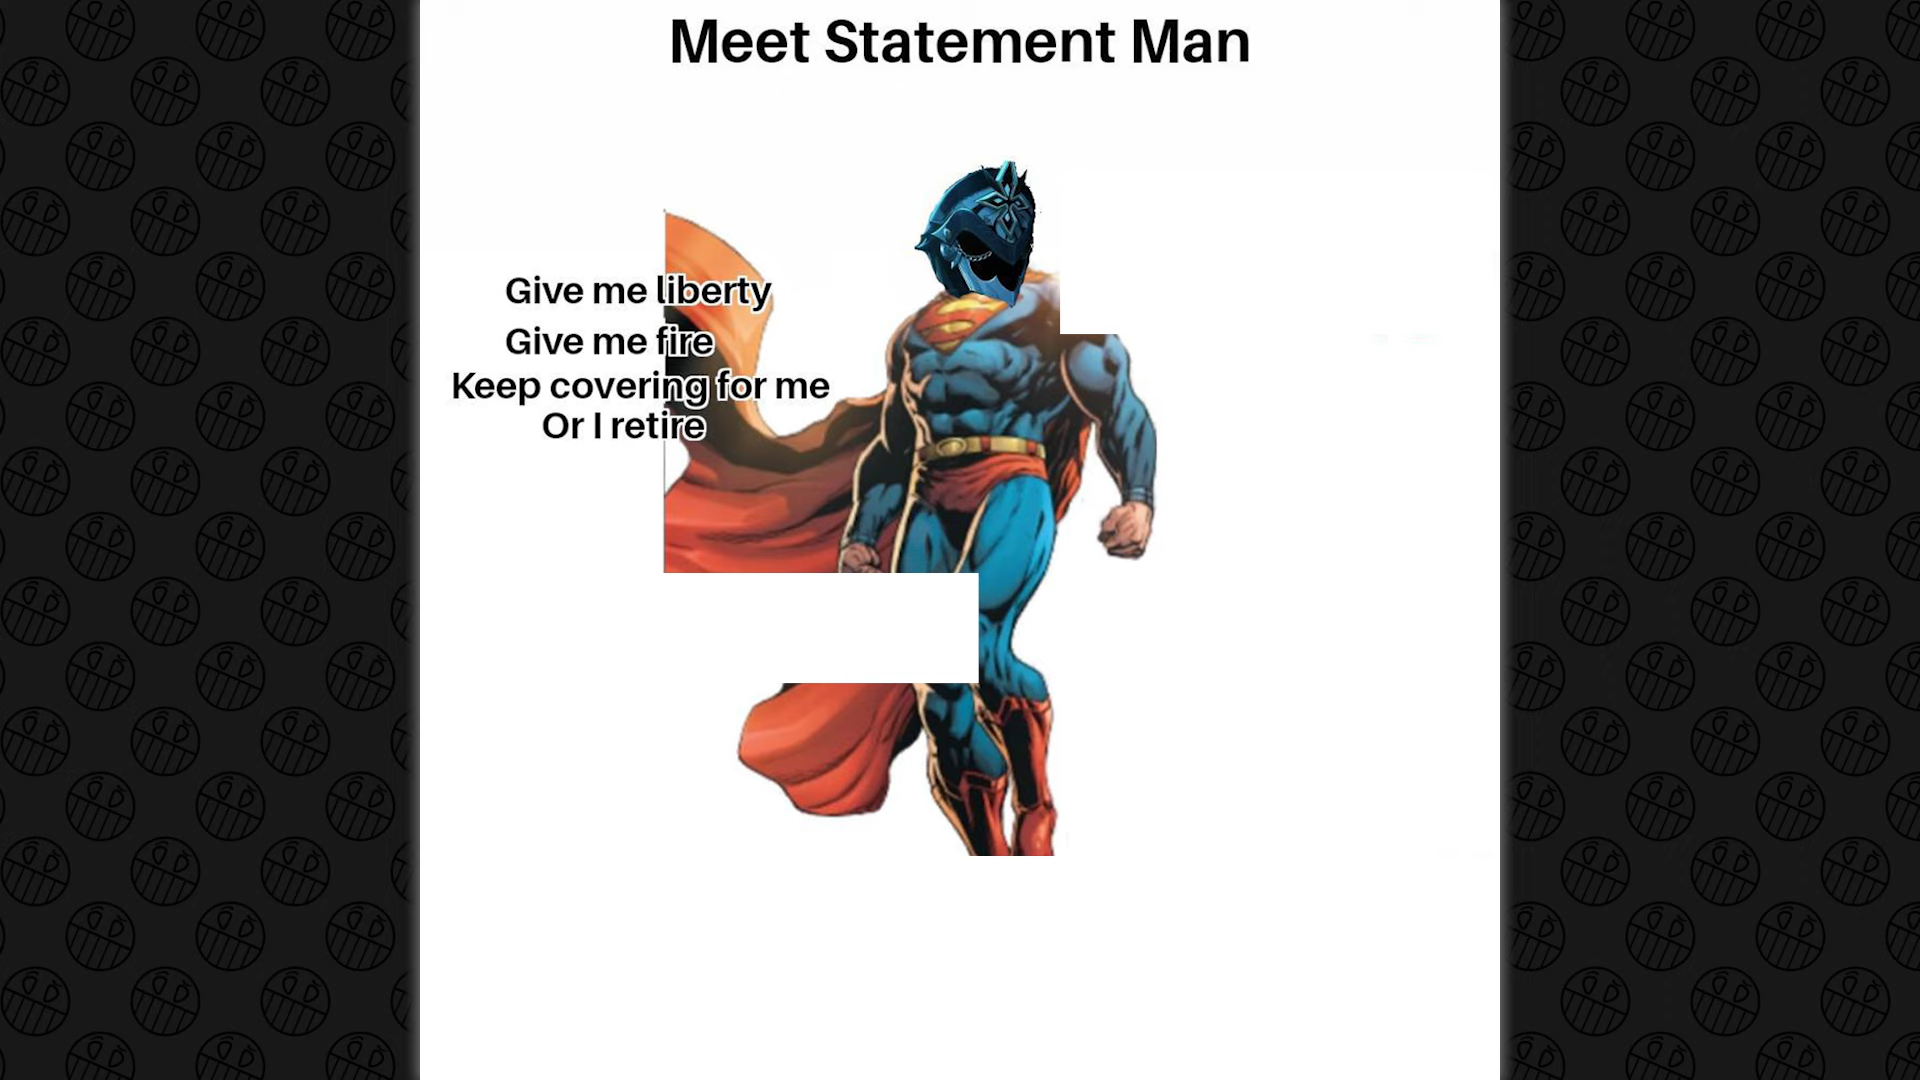 Meet Statement Man
Give me liberty
Give me fire
Keep covering for me
Or I retire